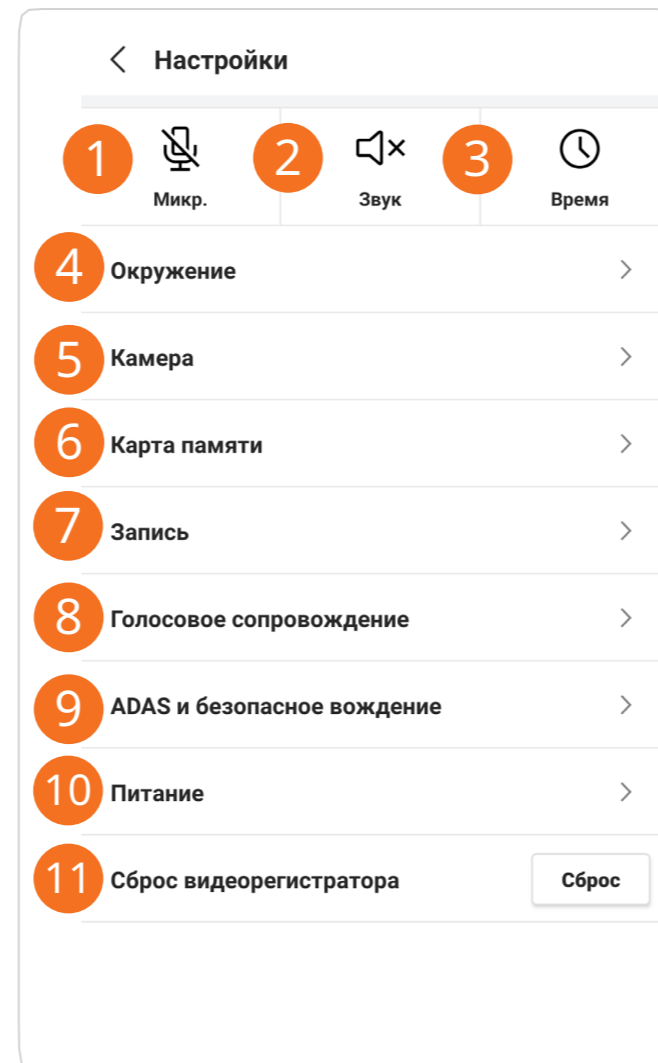 Настройки
1 2 3
Микр. Звук Время
4 Окружение
5 Камера
6 Карта памяти
7 Запись
8 Голосовое сопровождение
9 ADAS и безопасное вождение
10 Питание
11 Сброс видеорегистратора Сброс